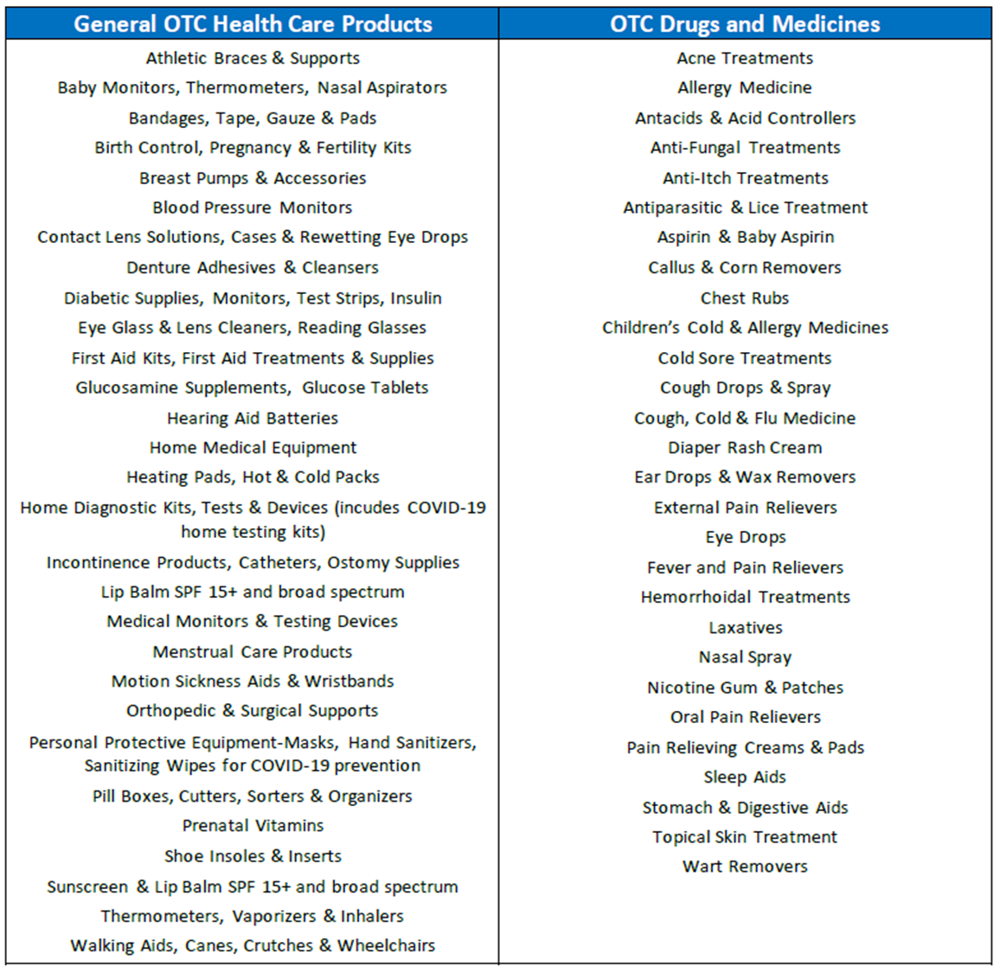 General OTC Health Care Products
Athletic Braces & Supports
Baby Monitors, Thermometers, Nasal Aspirators
Bandages, Tape, Gauze & Pads
Birth Control, Pregnancy & Fertility Kits
Breast Pumps & Accessories
Blood Pressure Monitors
Contact Lens Solutions, Cases & Rewetting Eye Drops
Denture Adhesives & Cleansers
Diabetic Supplies, Monitors, Test Strips, Insulin
Eye Glass & Lens Cleaners, Reading Glasses
First Aid Kits, First Aid Treatments & Supplies
Glucosamine Supplements, Glucose Tablets
Hearing Aid Batteries
Home Medical Equipment
Heating Pads, Hot & Cold Packs
Home Diagnostic Kits, Tests & Devices (incudes COVID-19
home testing kits)
Incontinence Products, Catheters, Ostomy Supplies
Lip Balm SPF 15+ and broad spectrum
Medical Monitors & Testing Devices
Menstrual Care Products
Motion Sickness Aids & Wristbands
Orthopedic & Surgical Supports
Personal Protective Equipment-Masks, Hand Sanitizers,
Sanitizing Wipes for COVID-19 prevention
Pill Boxes, Cutters, Sorters & Organizers
Prenatal Vitamins
Shoe Insoles & Inserts
Sunscreen & Lip Balm SPF 15+ and broad spectrum
Thermometers, Vaporizers & Inhalers
Walking Aids, Canes, Crutches & Wheelchairs
OTC Drugs and Medicines
Acne Treatments
Allergy Medicine
Antacids & Acid Controllers
Anti-Fungal Treatments
Anti-Itch Treatments
Antiparasitic & Lice Treatment
Aspirin & Baby Aspirin
Callus & Corn Removers
Chest Rubs
Children’s Cold & Allergy Medicines
Cold Sore Treatments
Cough Drops & Spray
Cough, Cold & Flu Medicine
Diaper Rash Cream
Ear Drops & Wax Removers
External Pain Relievers
Eye Drops
Fever and Pain Relievers
Hemorrhoidal Treatments
Laxatives
Nasal Spray
Nicotine Gum & Patches
Oral Pain Relievers
Pain Relieving Creams & Pads
Sleep Aids
Stomach & Digestive Aids
Topical Skin Treatment
Wart Removers